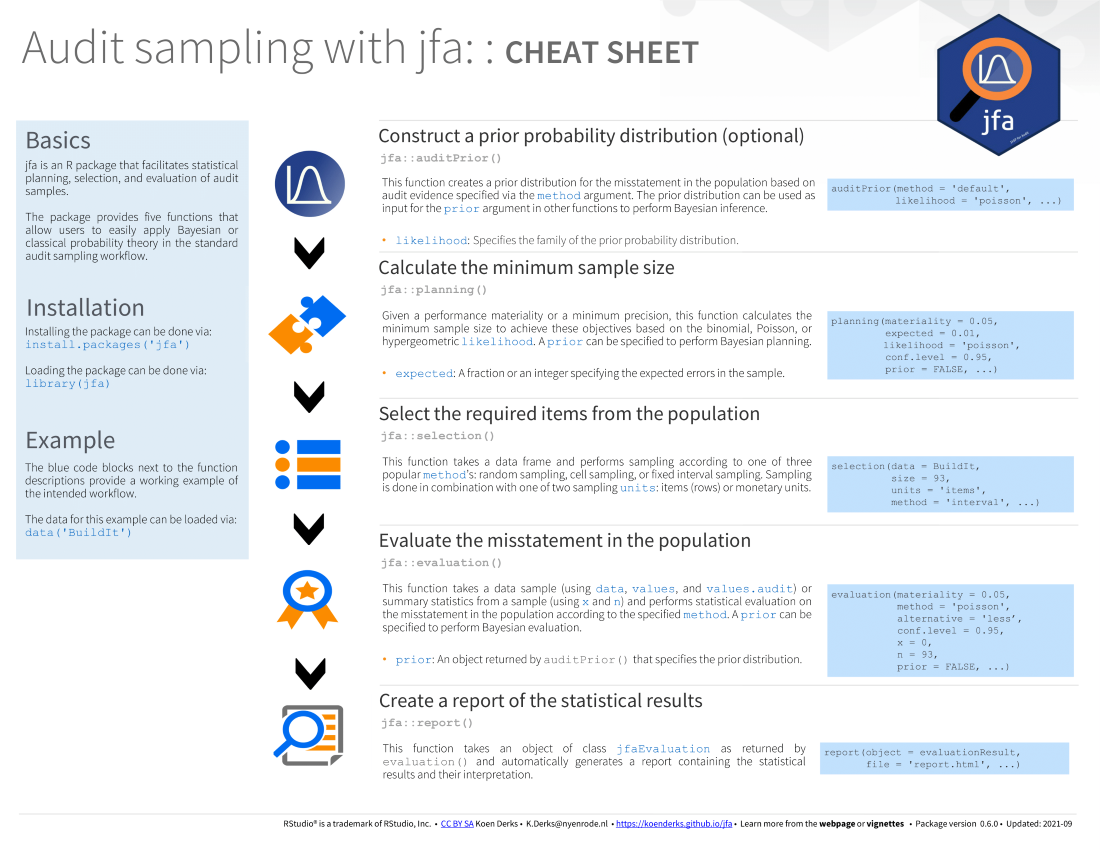 Audit sampling with jfa: : CHEAT SHEET
jfa
Basics
jfa is an R package that facilitates statistical
planning, selection, and evaluation of audit
samples.
The package provides five functions that
allow users to easily apply Bayesian or
classical probability theory in the standard
audit sampling workflow.
Installation
Installing the package can be done via:
install.packages('jfa')
Loading the package can be done via:
library(jfa)
Example
The blue code blocks next to the function
descriptions provide a working example of
the intended workflow.
The data for this example can be loaded via:
data('BuildIt')
Construct a prior probability distribution (optional)
jfa::auditPrior()
This function creates a prior distribution for the misstatement in the population based on
audit evidence specified via the method argument. The prior distribution can be used as
input for the prior argument in other functions to perform Bayesian inference.
• likelihood: Specifies the family of the prior probability distribution.
auditPrior(method = 'default',
likelihood = 'poisson', ...)
Calculate the minimum sample size
jfa::planning()
Given a performance materiality or a minimum precision, this function calculates the
minimum sample size to achieve these objectives based on the binomial, Poisson, or
hypergeometric likelihood. A prior can be specified to perform Bayesian planning.
• expected: A fraction or an integer specifying the expected errors in the sample.
planning(materiality = 0.05,
expected = 0.01,
likelihood = 'poisson',
conf.level = 0.95,
prior = FALSE, ...)
Select the required items from the population
jfa::selection()
This function takes a data frame and performs sampling according to one of three
popular method's: random sampling, cell sampling, or fixed interval sampling. Sampling
is done in combination with one of two sampling units: items (rows) or monetary units.
selection(data = BuildIt,
size = 93,
units = 'items',
method = 'interval', ...)
Evaluate the misstatement in the population
jfa::evaluation()
This function takes a data sample (using data, values, and values.audit) or
summary statistics from a sample (using x and n) and performs statistical evaluation on
the misstatement in the population according to the specified method. A prior can be
specified to perform Bayesian evaluation.
• prior: An object returned by auditPrior() that specifies the prior distribution.
evaluation(materiality = 0.05,
method = 'poisson',
alternative = 'less’,
conf.level = 0.95,
x = 0,
n = 93,
prior = FALSE, ...)
Create a report of the statistical results
jfa::report()
This function takes an object of class jfaEvaluation as returned by
evaluation() and automatically generates a report containing the statistical
results and their interpretation.
report(object = evaluationResult,
file = 'report.html', ...)
RStudio® is a trademark of RStudio, Inc. • CC BY SA Koen Derks • K.Derks@nyenrode.nl • https://koenderks.github.io/jfa • Learn more from the webpage or vignettes • Package version 0.6.0 • Updated: 2021-09